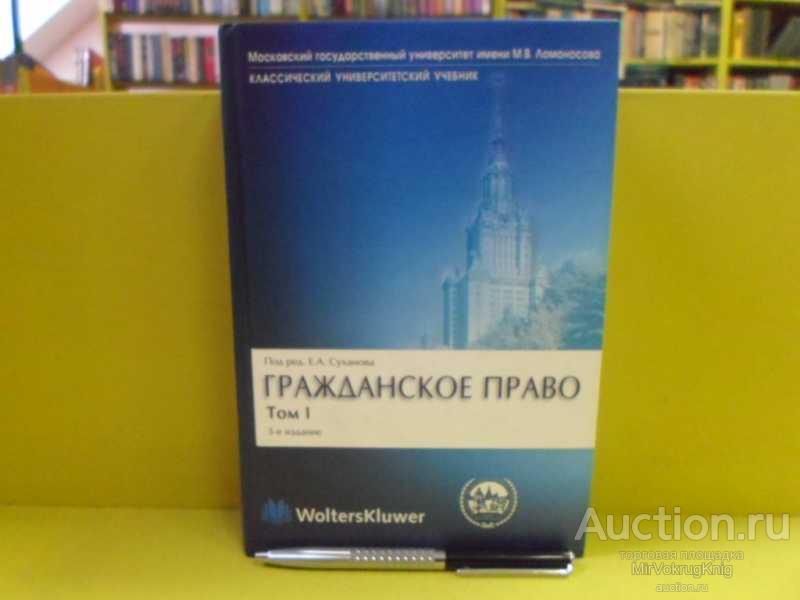 Московский государственный университет имени М.В. Ломоносова
КЛАССИЧЕСКИЙ УНИВЕРСИТЕТСКИЙ УЧЕБНИК
Под ред. Е.А. Суханова
ГРАЖДАНСКОЕ ПРАВО
Том I
3-е издание
WoltersKluwer
Auction.ru
торговая площадка
MirVokrugKnig
auction.ru